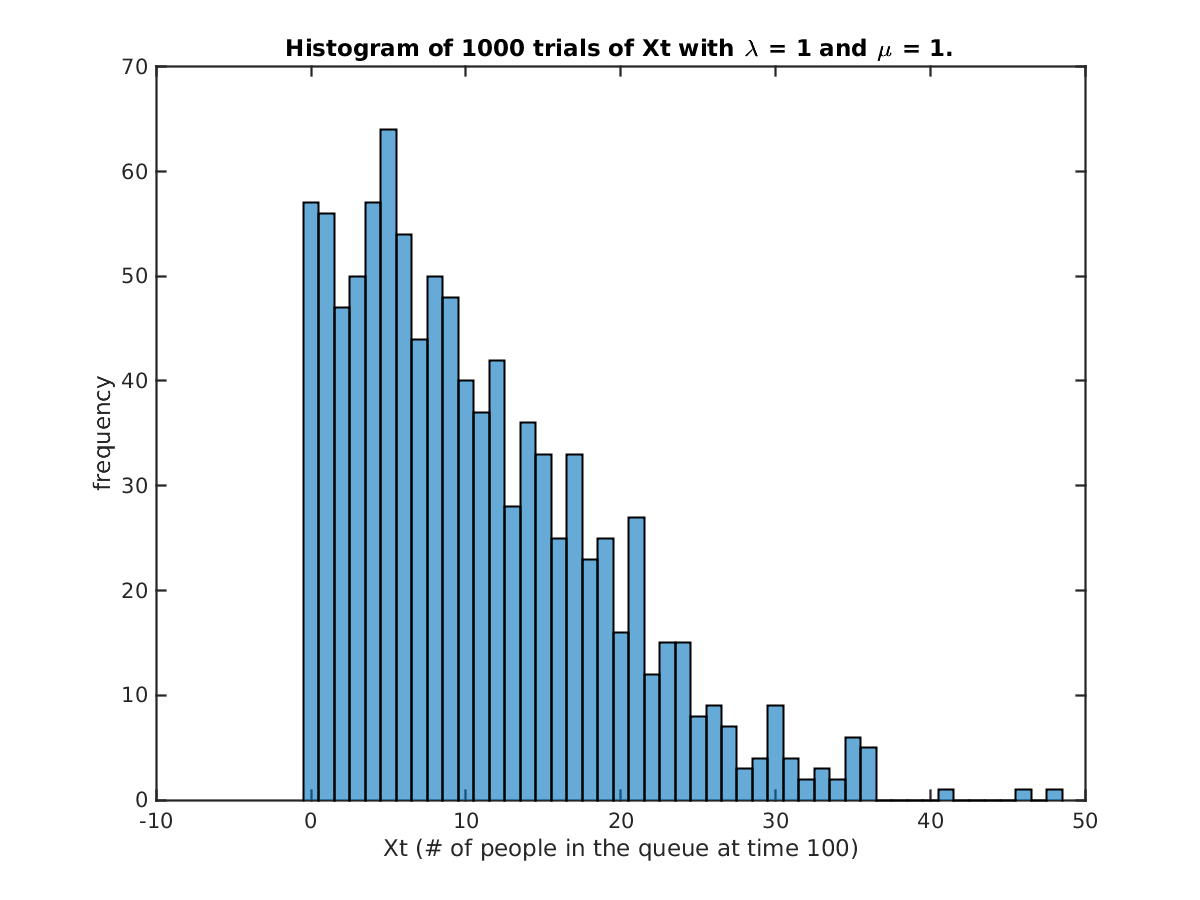 Histogram of 1000 trials of Xt with λ = 1 and μ = 1.
70
60
50
40
30
20
10
0
frequency
-10 0 10 20 30 40 50
Xt (# of people in the queue at time 100)